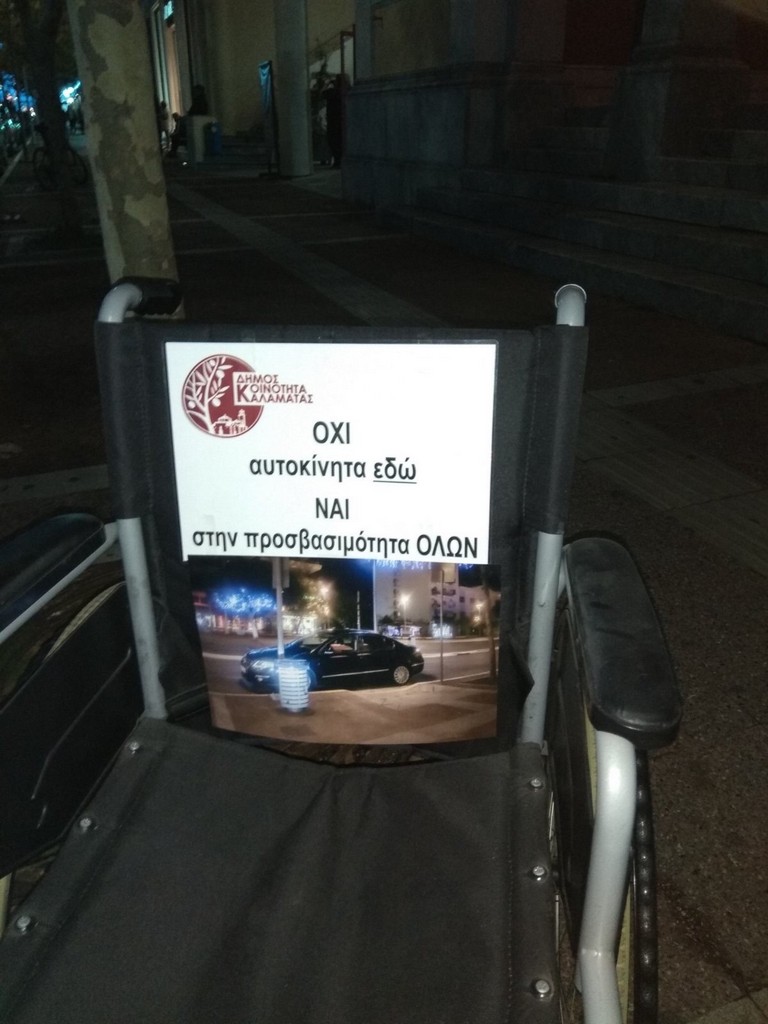 ΔΗΜΟΣ
ΚΟΙΝΟΤΗΤΑ
ΚΑΛΑΜΑΤΑΣ
ΟΧΙ
αυτοκίνητα εδώ
ΝΑΙ
στην προσβασιμότητα ΟΛΩΝ